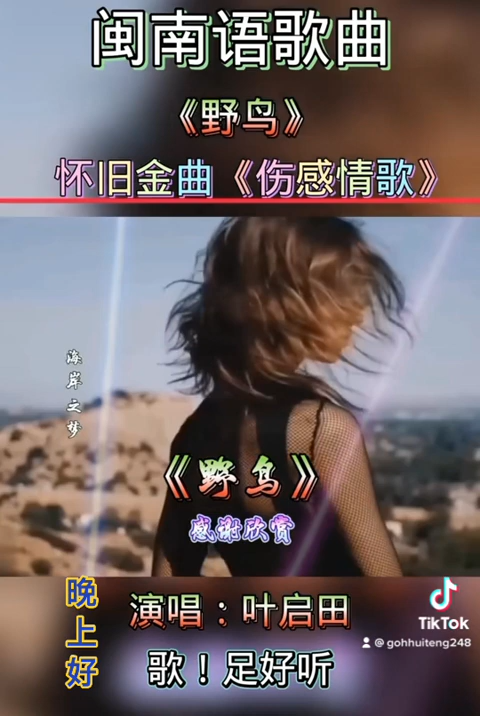 闽南语歌曲
《野鸟》
怀旧金曲《伤感情歌》
海岸之梦
《野鸟》
感谢欣赏
晚上好
演唱：叶启田
歌！足好听
TikTok
@gohhuiteng248